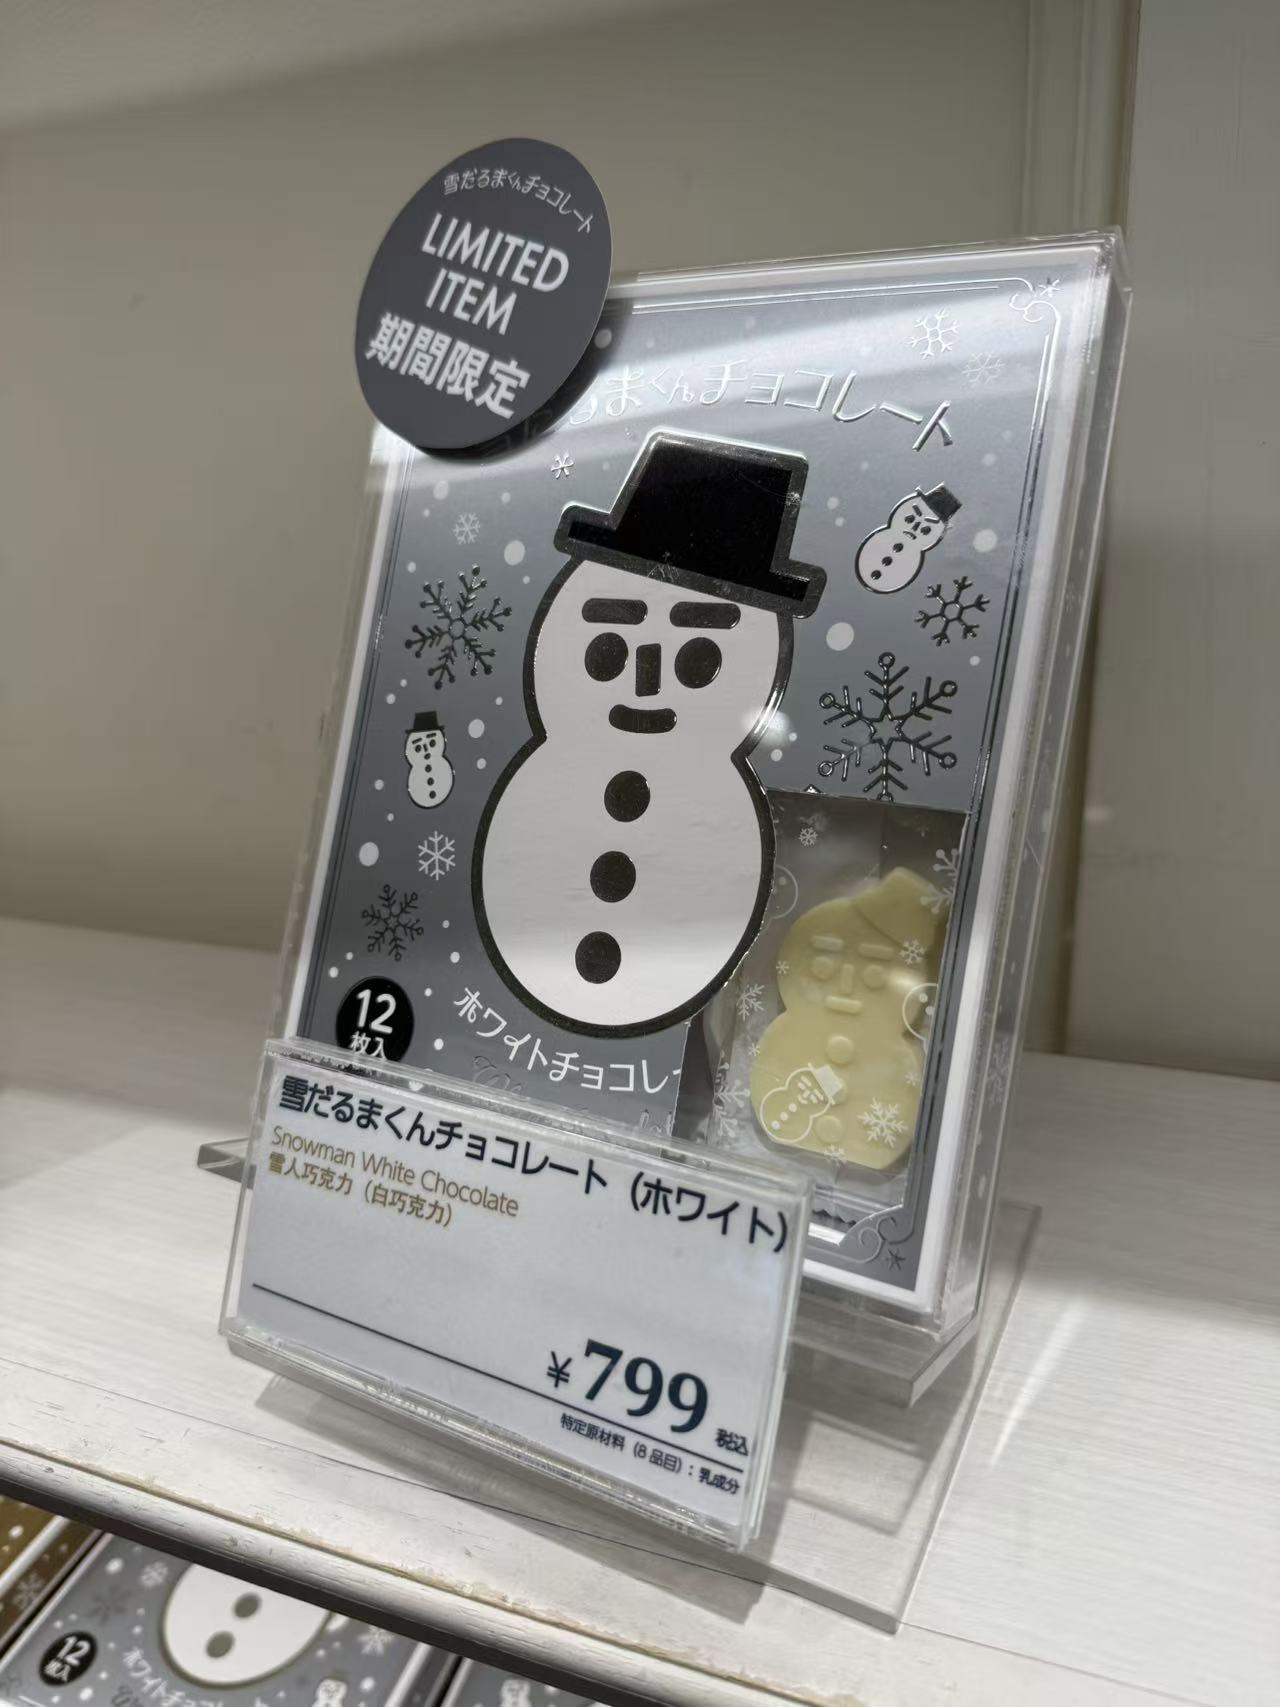 雪だるまくんチョコレート
LIMITED
ITEM
期間限定
るまくんチョコレート
12
枚入
ホワイトチョコレー
雪だるまくんチョコレート（ホワイト）
Snowman White Chocolate
雪人巧克力（白巧克力）
¥799 税込
特定原材料（8品目）：乳成分
12
枚入
ホワイトチョコ